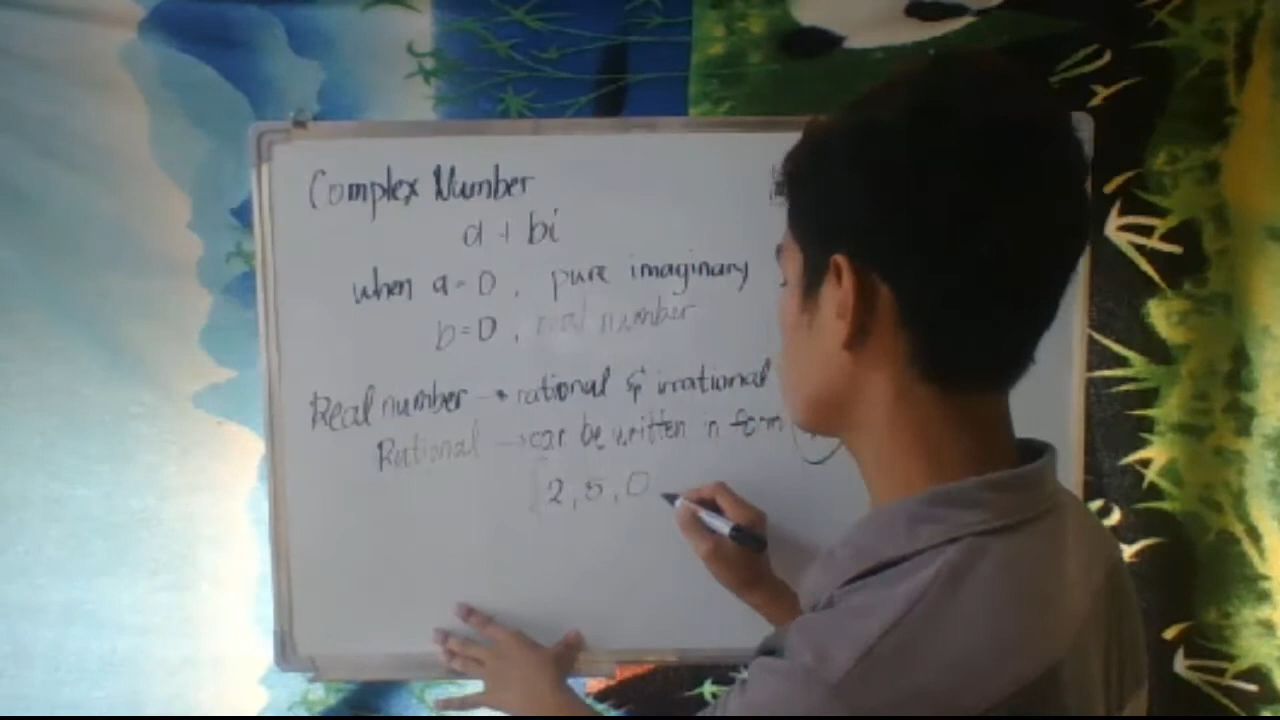 Complex Number
a + bi
when a = 0, pure imaginary
b = 0, real number
Real number → rational & irrational
Rational → can be written in form
2, 5, 0